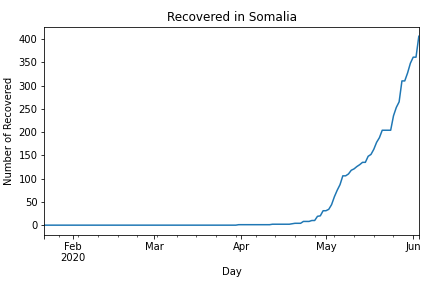 Recovered in Somalia
Number of Recovered
400
350
300
250
200
150
100
50
0
Feb
2020
Mar
Apr
May
Jun
Day